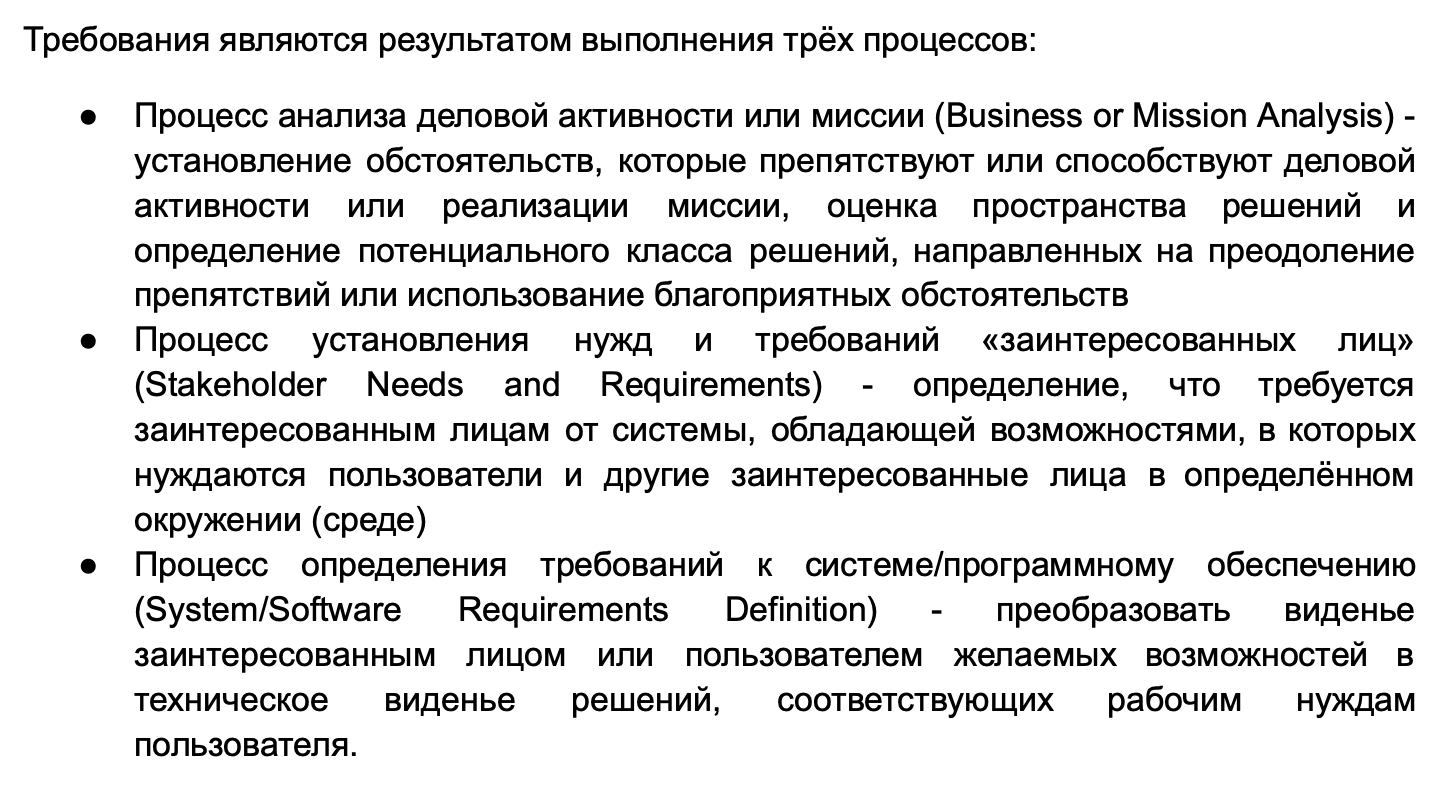 Требования являются результатом выполнения трёх процессов:
● Процесс анализа деловой активности или миссии (Business or Mission Analysis) -
установление обстоятельств, которые препятствуют или способствуют деловой
активности или реализации миссии, оценка пространства решений и
определение потенциального класса решений, направленных на преодоление
препятствий или использование благоприятных обстоятельств
● Процесс установления нужд и требований «заинтересованных лиц»
(Stakeholder Needs and Requirements) - определение, что требуется
заинтересованным лицам от системы, обладающей возможностями, в которых
нуждаются пользователи и другие заинтересованные лица в определённом
окружении (среде)
● Процесс определения требований к системе/программному обеспечению
(System/Software Requirements Definition) - преобразовать виденье
заинтересованным лицом или пользователем желаемых возможностей в
техническое виденье решений, соответствующих рабочим нуждам
пользователя.